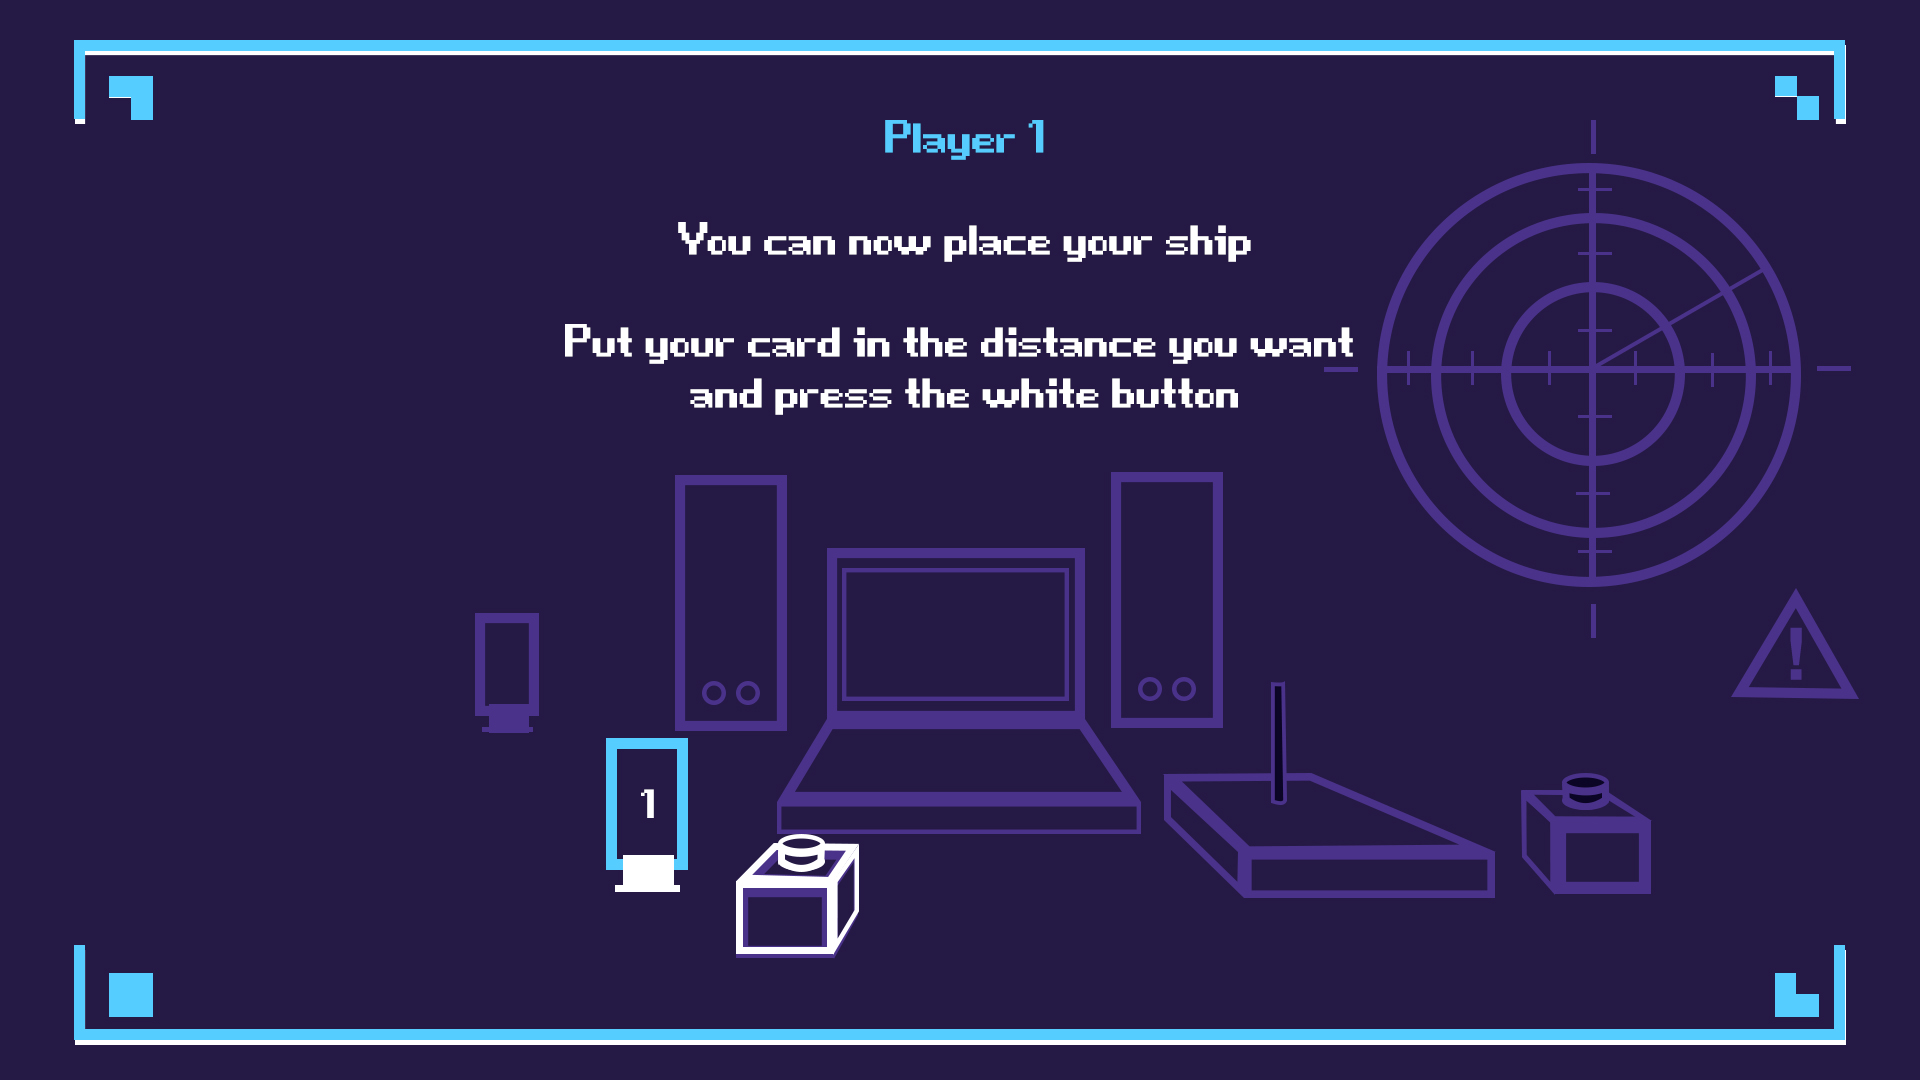 Player 1
You can now place your ship
Put your card in the distance you want
and press the white button
!
1